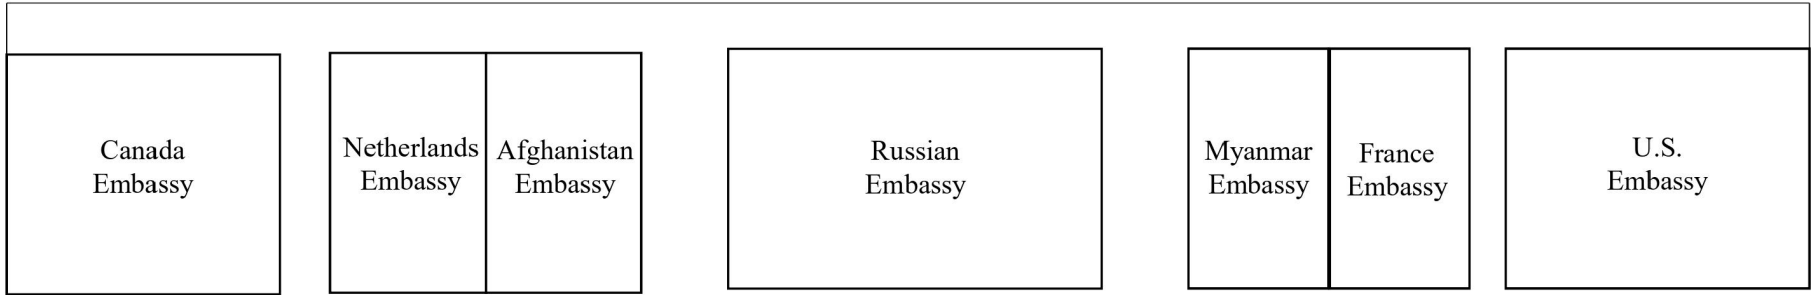 Canada
Embassy
Netherlands
Embassy
Afghanistan
Embassy
Russian
Embassy
Myanmar
Embassy
France
Embassy
U.S.
Embassy